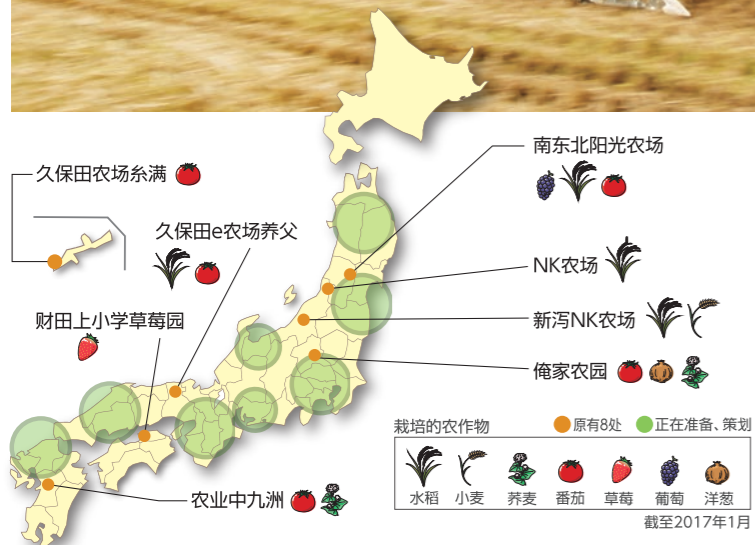 南东北阳光农场
久保田农场糸满
久保田e农场养父
NK农场
财田上小学草莓园
新泻NK农场
俺家农园
栽培的农作物
原有8处
正在准备、策划
水稻 小麦 荞麦 番茄 草莓 葡萄 洋葱
农业中九洲
截至2017年1月